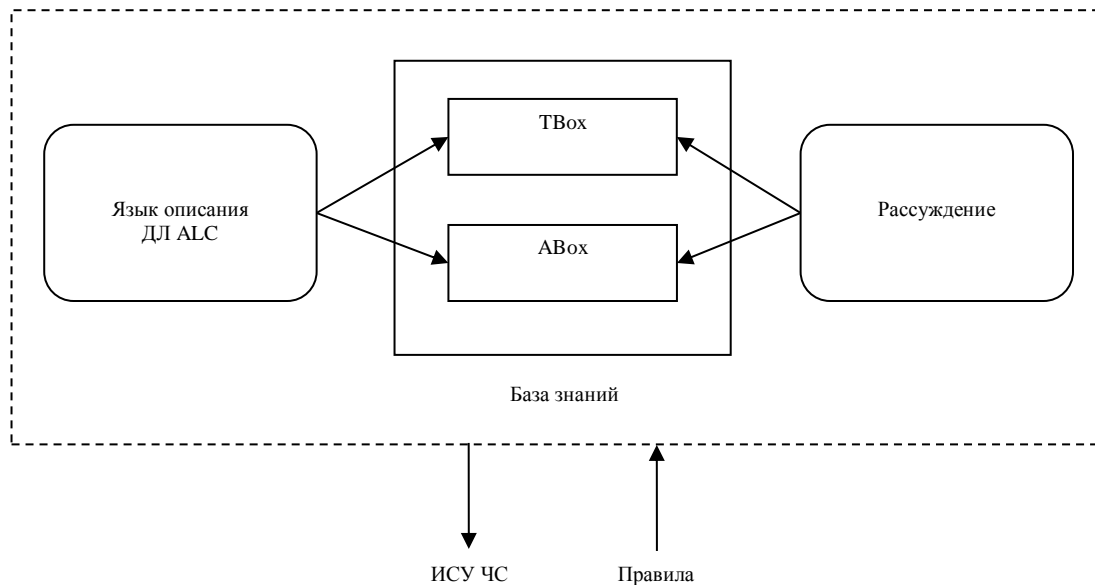 TBox
Язык описания
ДЛ ALC
Рассуждение
ABox
База знаний
ИСУ ЧС
Правила